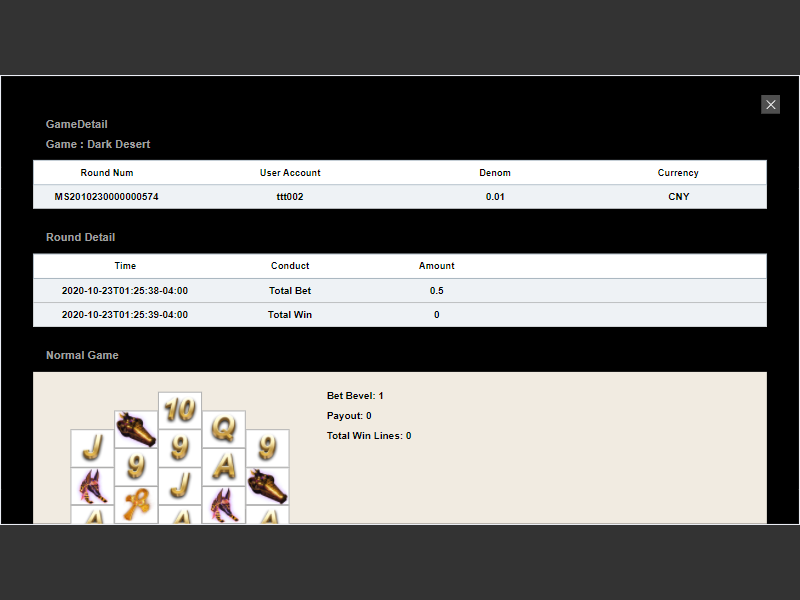 GameDetail
Game : Dark Desert
Round Num User Account Denom Currency
MS2010230000000574 ttt002 0.01 CNY
Round Detail
Time Conduct Amount
2020-10-23T01:25:38-04:00 Total Bet 0.5
2020-10-23T01:25:39-04:00 Total Win 0
Normal Game
Bet Bevel: 1
Payout: 0
Total Win Lines: 0
10
Q
J 9 9
9 A
J
A A A